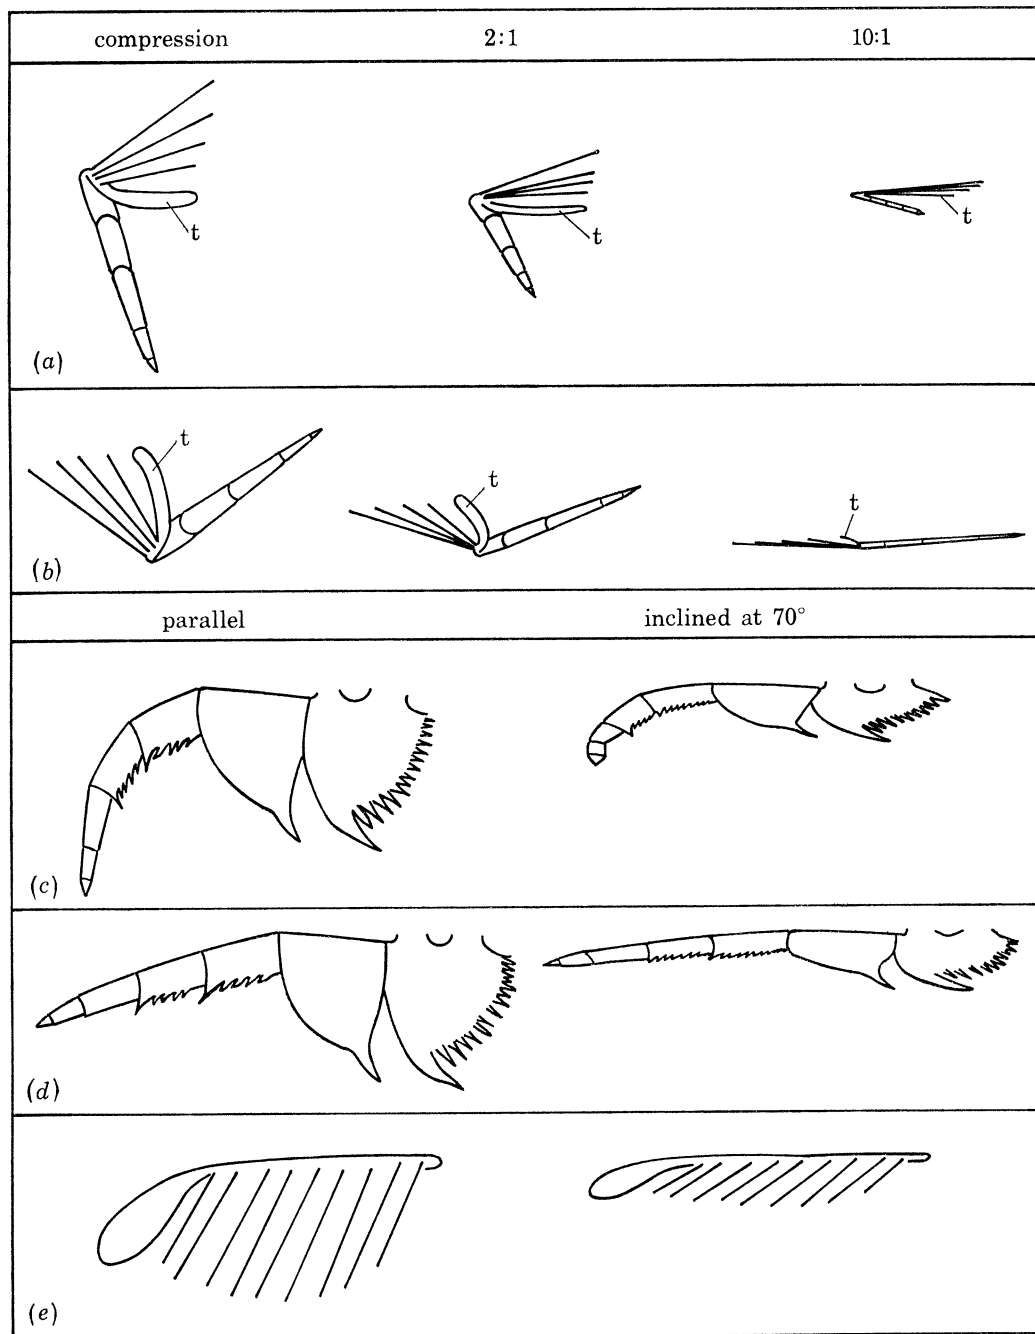 compression 2:1 10:1
t
t
t
(a)
t
t
t
(b)
parallel inclined at 70°
(c)
(d)
(e)